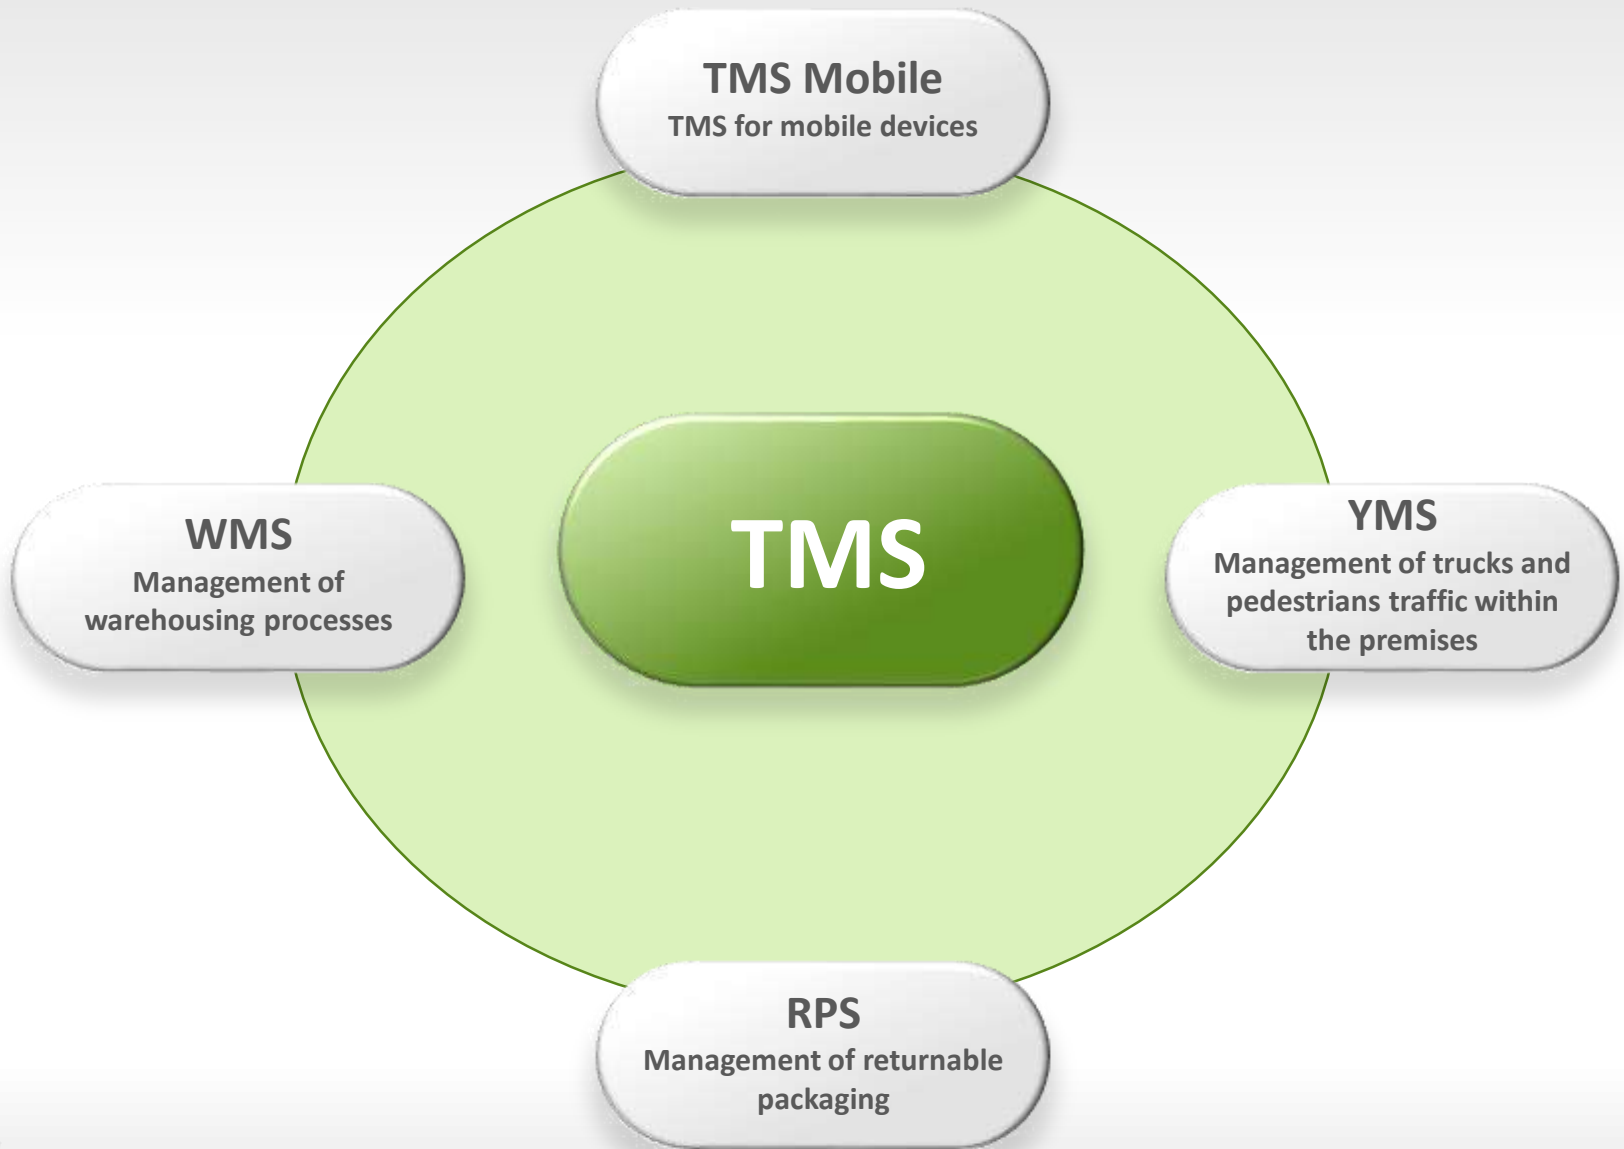 TMS Mobile
TMS for mobile devices
WMS
Management of
warehousing processes
TMS
YMS
Management of trucks and
pedestrians traffic within
the premises
RPS
Management of returnable
packaging